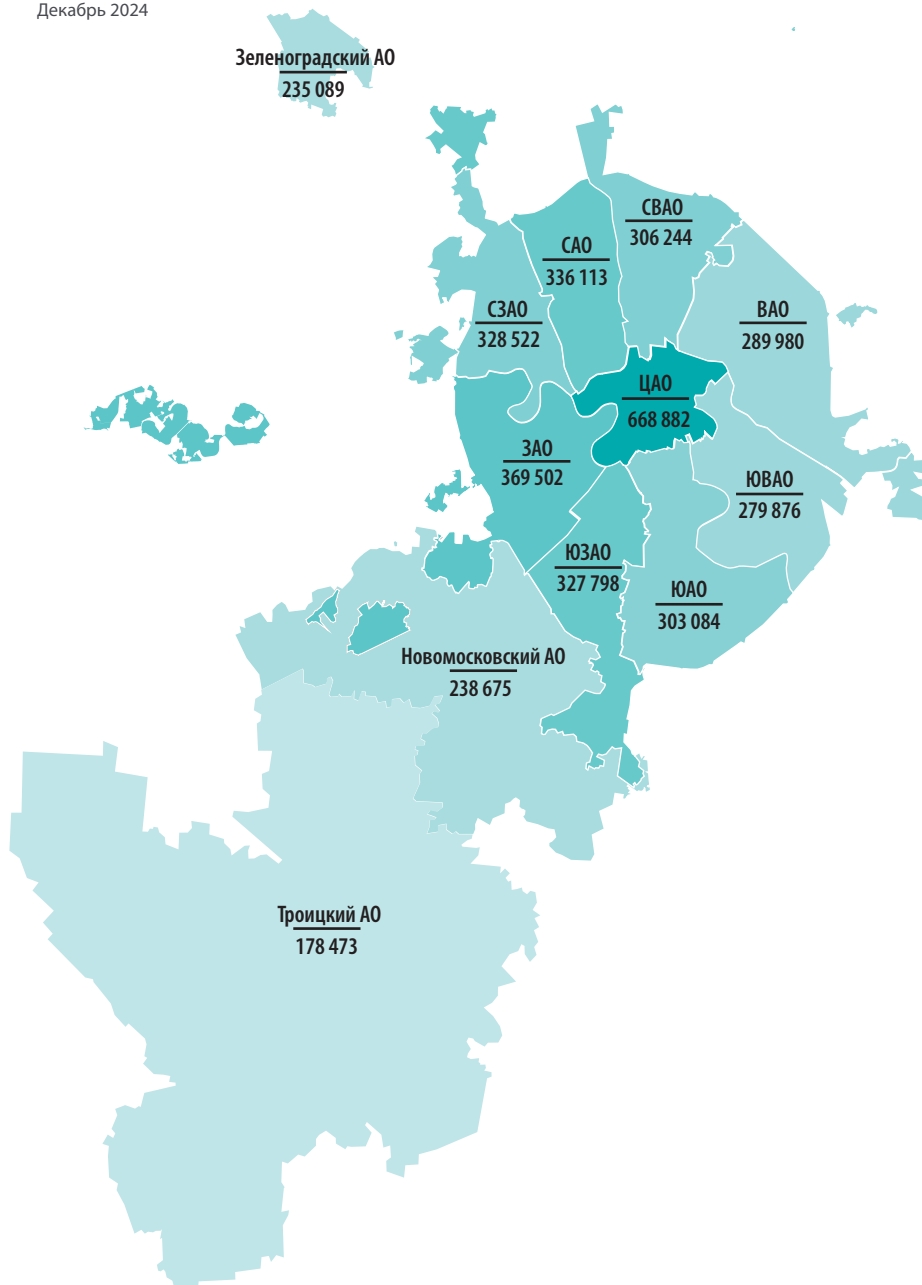 Декабрь 2024
Зеленоградский АО
235 089
СВАО
306 244
САО
336 113
СЗАО
328 522
ВАО
289 980
ЦАО
668 882
ЗАО
369 502
ЮВАО
279 876
ЮЗАО
327 798
ЮАО
303 084
Новомосковский АО
238 675
Троицкий АО
178 473